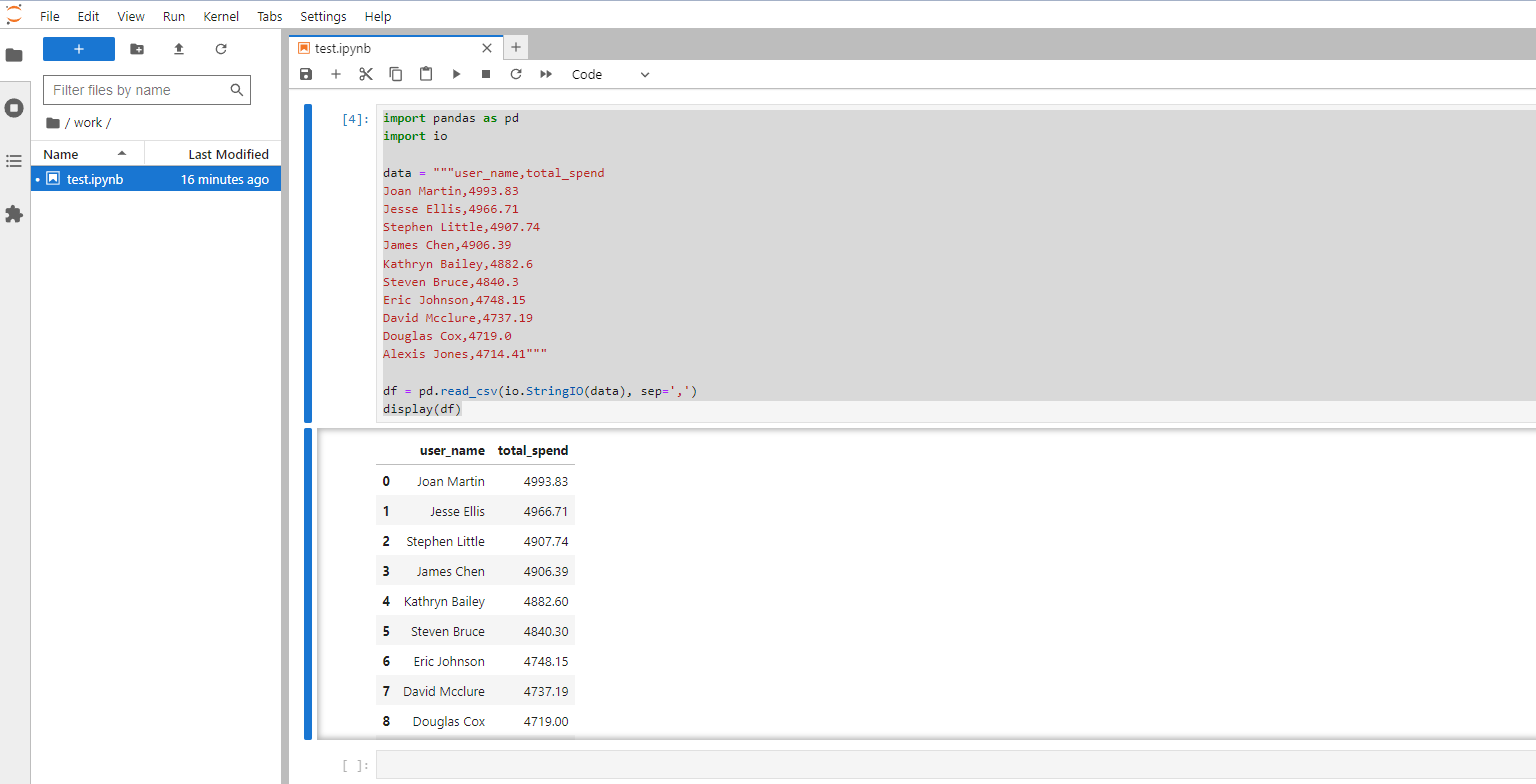 File Edit View Run Kernel Tabs Settings Help
+
Filter files by name
/ work /
Name Last Modified
test.ipynb 16 minutes ago
test.ipynb
Code
[4]:
import pandas as pd
import io
data = """user_name,total_spend
Joan Martin,4993.83
Jesse Ellis,4966.71
Stephen Little,4907.74
James Chen,4906.39
Kathryn Bailey,4882.6
Steven Bruce,4840.3
Eric Johnson,4748.15
David Mcclure,4737.19
Douglas Cox,4719.0
Alexis Jones,4714.41"""
df = pd.read_csv(io.StringIO(data), sep=',')
display(df)
user_name total_spend
0 Joan Martin 4993.83
1 Jesse Ellis 4966.71
2 Stephen Little 4907.74
3 James Chen 4906.39
4 Kathryn Bailey 4882.60
5 Steven Bruce 4840.30
6 Eric Johnson 4748.15
7 David Mcclure 4737.19
8 Douglas Cox 4719.00
[ ]: